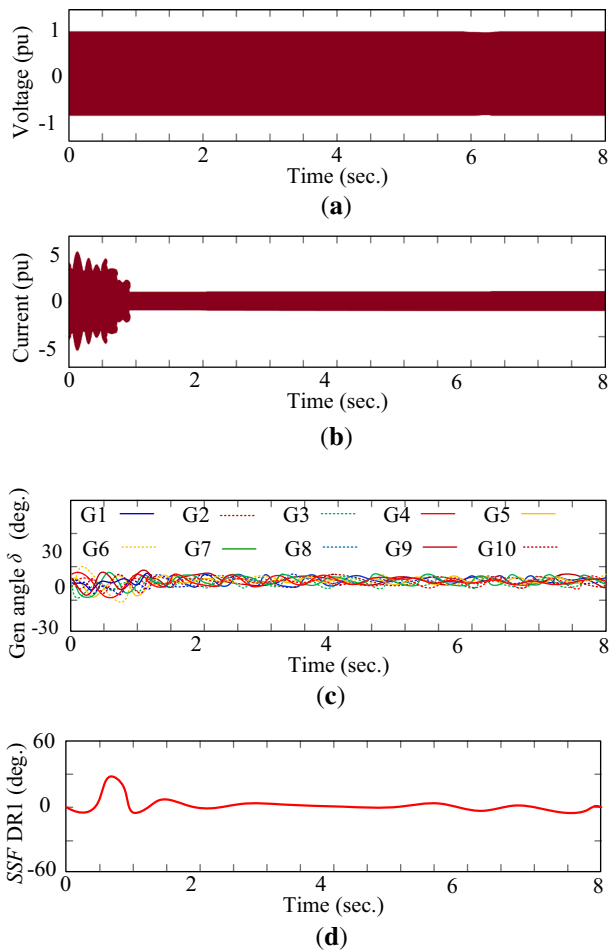 1
0
-1
Voltage (pu)
0 2 4 6 8
Time (sec.)
(a)
5
0
-5
Current (pu)
0 2 4 6 8
Time (sec.)
(b)
G1 G2 G3 G4 G5
G6 G7 G8 G9 G10
30
0
-30
Gen angle δ (deg.)
0 2 4 6 8
Time (sec.)
(c)
60
0
-60
SSF DR1 (deg.)
0 2 4 6 8
Time (sec.)
(d)